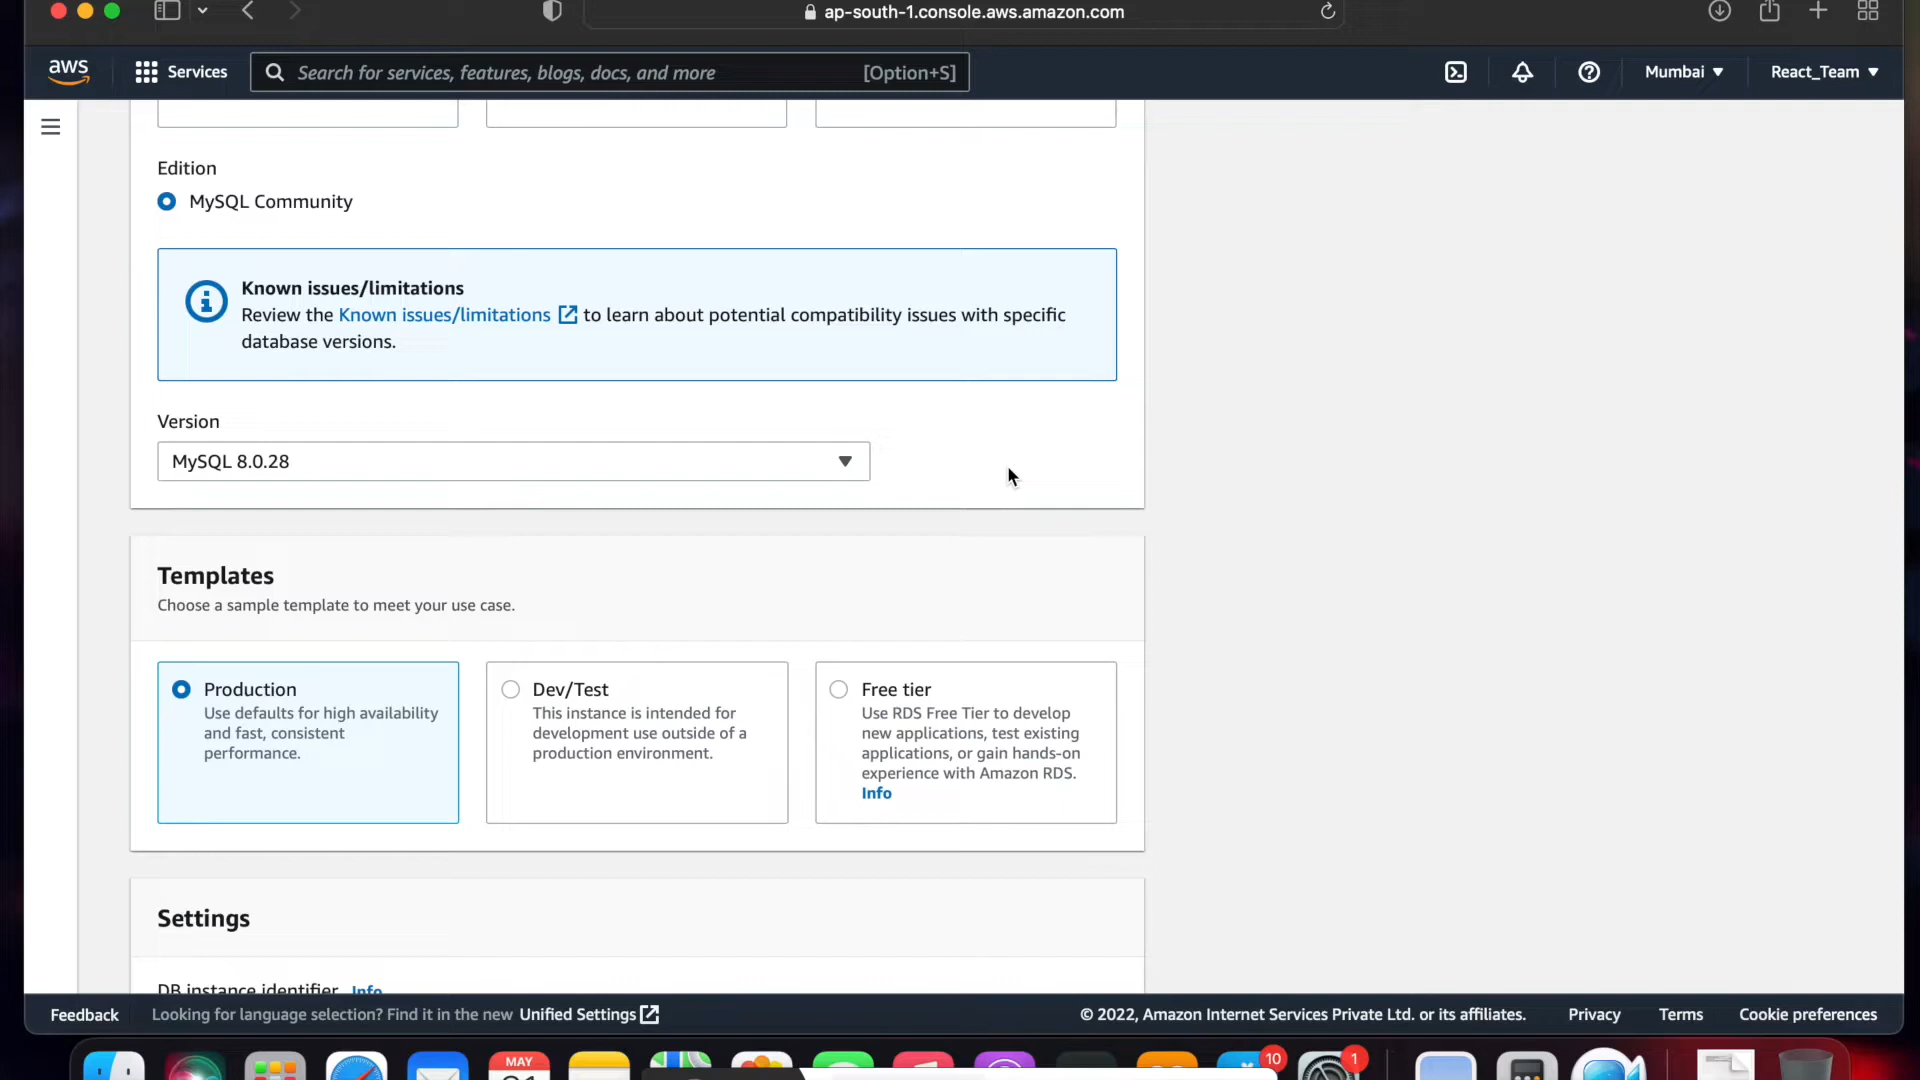 ap-south-1.console.aws.amazon.com
aws
Services
Search for services, features, blogs, docs, and more
[Option+S]
Mumbai
React_Team
Edition
MySQL Community
Known issues/limitations
Review the Known issues/limitations to learn about potential compatibility issues with specific
database versions.
Version
MySQL 8.0.28
Templates
Choose a sample template to meet your use case.
Production
Use defaults for high availability
and fast, consistent
performance.
Dev/Test
This instance is intended for
development use outside of a
production environment.
Free tier
Use RDS Free Tier to develop
new applications, test existing
applications, or gain hands-on
experience with Amazon RDS.
Info
Settings
DB instance identifier Info
Feedback
Looking for language selection? Find it in the new Unified Settings
© 2022, Amazon Internet Services Private Ltd. or its affiliates.
Privacy
Terms
Cookie preferences
MAY
10
1